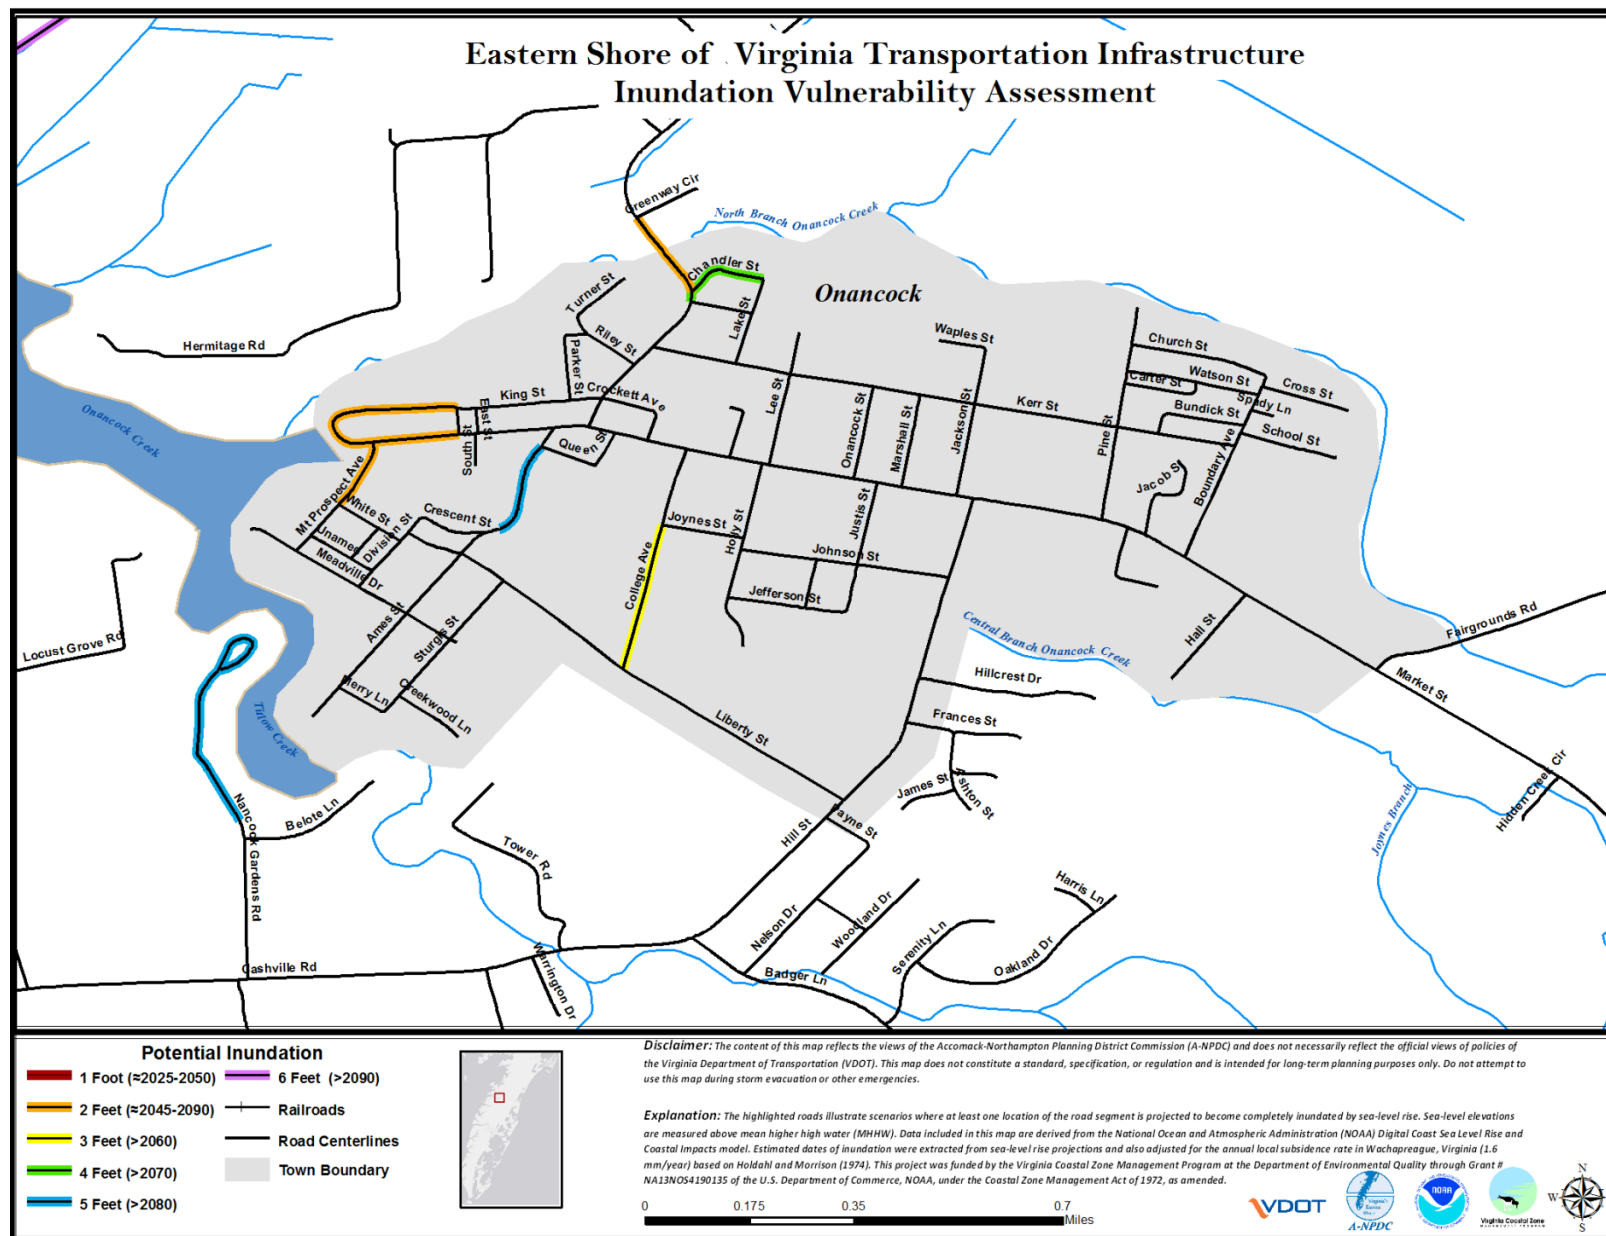 Eastern Shore of . Virginia Transportation Infrastructure
Inundation Vulnerability Assessment
Greenway Cir
North Branch Onancock Creek
Chandler St
Onancock
Turner St
Lake St
Riley St
Waples St
Church St
Hermitage Rd
Parker St
Watson St
Carter St
Cross St
King St
Crockett Ave
Lee St
Kerr St
Spady Ln
Bundick St
East St
South St
Onancock St
Marshall St
Jackson St
Pine St
School St
Onancock Creek
Queen St
Boundary Ave
Jacob St
Mt Prospect Ave
White St
Crescent St
Joynes St
Holly St
Justis St
Unamed
Division St
Johnson St
Meadville Dr
College Ave
Jefferson St
Ames St
Sturgis St
Central Branch Onancock Creek
Hall St
Fairgrounds Rd
Locust Grove Rd
Merry Ln
Creekwood Ln
Hillcrest Dr
Market St
Titlow Creek
Liberty St
Frances St
James St
Ashton St
Hidden Creek Cir
Nancock Gardens Rd
Belote Ln
Joynes Branch
Hill St
Payne St
Tower Rd
Harris Ln
Nelson Dr
Woodland Dr
Serenity Ln
Oakland Dr
Cashville Rd
Warrington Dr
Badger Ln
Potential Inundation
1 Foot (≈2025-2050)
6 Feet (>2090)
2 Feet (≈2045-2090)
Railroads
3 Feet (>2060)
Road Centerlines
4 Feet (>2070)
Town Boundary
5 Feet (>2080)
Disclaimer: The content of this map reflects the views of the Accomack-Northampton Planning District Commission (A-NPDC) and does not necessarily reflect the official views of policies of
the Virginia Department of Transportation (VDOT). This map does not constitute a standard, specification, or regulation and is intended for long-term planning purposes only. Do not attempt to
use this map during storm evacuation or other emergencies.
Explanation: The highlighted roads illustrate scenarios where at least one location of the road segment is projected to become completely inundated by sea-level rise. Sea-level elevations
are measured above mean higher high water (MHHW). Data included in this map are derived from the National Ocean and Atmospheric Administration (NOAA) Digital Coast Sea Level Rise and
Coastal Impacts model. Estimated dates of inundation were extracted from sea-level rise projections and also adjusted for the annual local subsidence rate in Wachapreague, Virginia (1.6
mm/year) based on Holdahl and Morrison (1974). This project was funded by the Virginia Coastal Zone Management Program at the Department of Environmental Quality through Grant #
NA13NOS4190135 of the U.S. Department of Commerce, NOAA, under the Coastal Zone Management Act of 1972, as amended.
0 0.175 0.35 0.7
Miles
VDOT
A-NPDC
NOAA
Virginia Coastal Zone
N
W
S